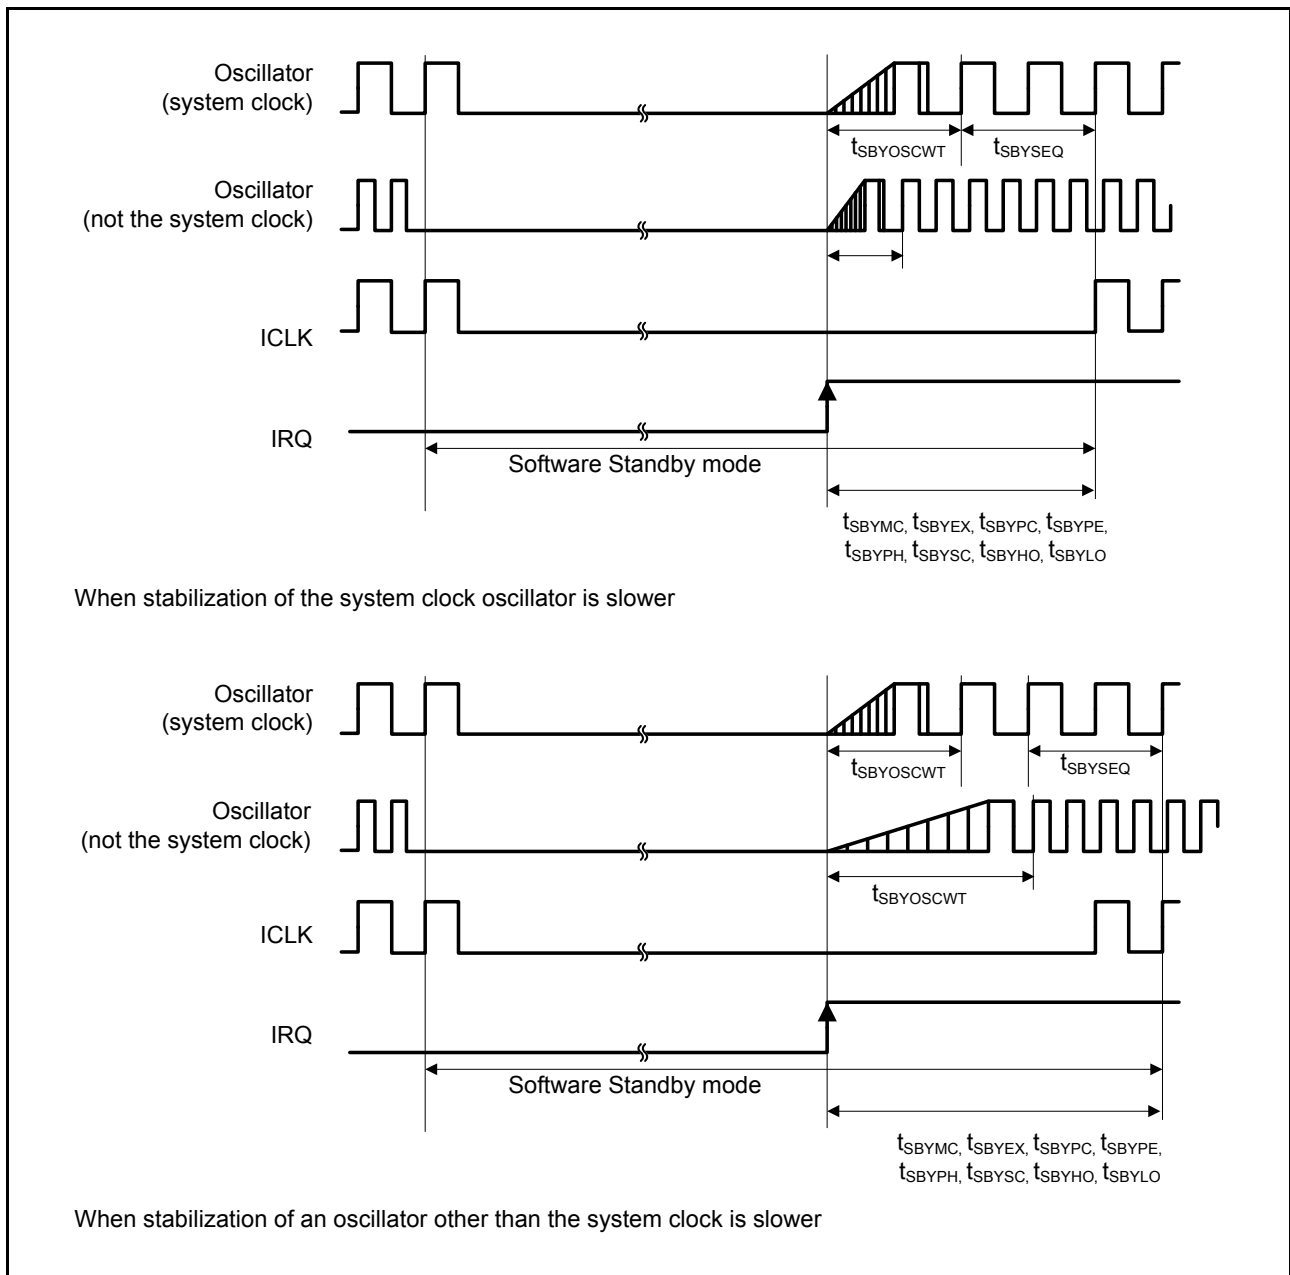 Oscillator
(system clock)
tSBYOSCWT
tSBYSEQ
Oscillator
(not the system clock)
ICLK
IRQ
Software Standby mode
tSBYMC, tSBYEX, tSBYPC, tSBYPE,
tSBYPH, tSBYSC, tSBYHO, tSBYLO
When stabilization of the system clock oscillator is slower
Oscillator
(system clock)
tSBYOSCWT
tSBYSEQ
Oscillator
(not the system clock)
tSBYOSCWT
ICLK
IRQ
Software Standby mode
tSBYMC, tSBYEX, tSBYPC, tSBYPE,
tSBYPH, tSBYSC, tSBYHO, tSBYLO
When stabilization of an oscillator other than the system clock is slower